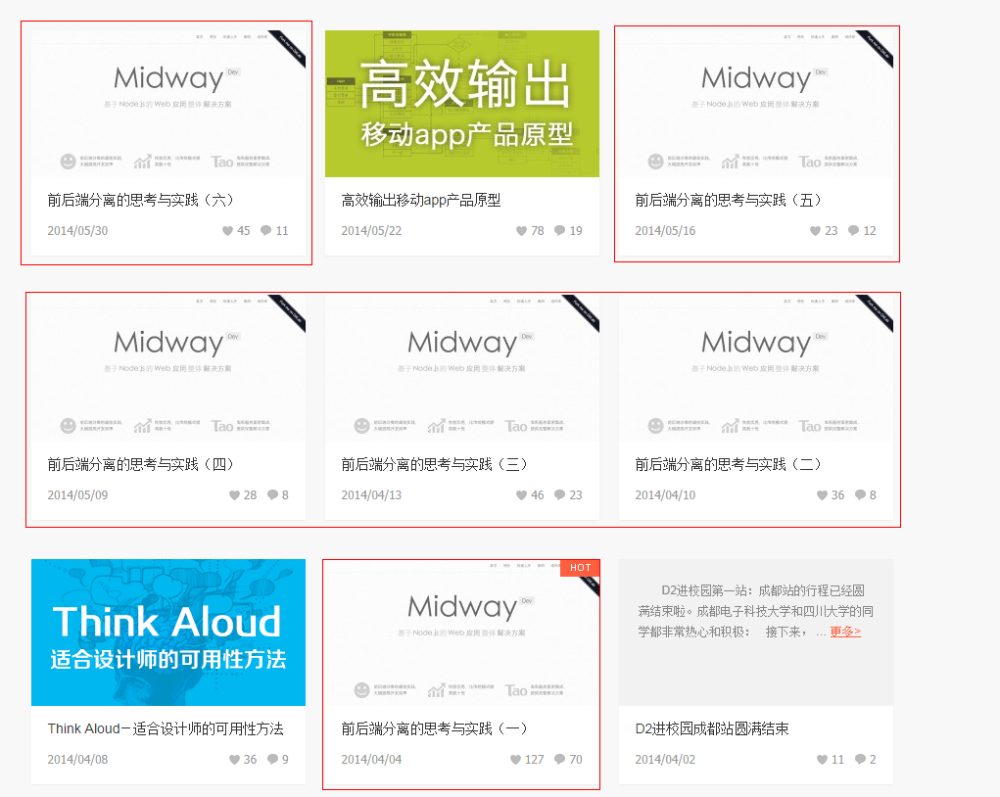 Midway Dev
基于Node.js的 Web 应用 整体 解决方案
Tao
前后端分离的思考与实践（六）
2014/05/30 45 11
高效输出
移动app产品原型
高效输出移动app产品原型
2014/05/22 78 19
Midway Dev
基于Node.js的 Web 应用 整体 解决方案
Tao
前后端分离的思考与实践（五）
2014/05/16 23 12
Midway Dev
基于Node.js的 Web 应用 整体 解决方案
Tao
前后端分离的思考与实践（四）
2014/05/09 28 8
Midway Dev
基于Node.js的 Web 应用 整体 解决方案
Tao
前后端分离的思考与实践（三）
2014/04/13 46 23
Midway Dev
基于Node.js的 Web 应用 整体 解决方案
Tao
前后端分离的思考与实践（二）
2014/04/10 36 8
Think Aloud
适合设计师的可用性方法
Think Aloud—适合设计师的可用性方法
2014/04/08 36 9
HOT
Midway Dev
基于Node.js的 Web 应用 整体 解决方案
Tao
前后端分离的思考与实践（一）
2014/04/04 127 70
D2进校园第一站：成都站的行程已经圆
满结束啦。成都电子科技大学和四川大学的同
学都非常热心和积极： 接下来， ... 更多>
D2进校园成都站圆满结束
2014/04/02 11 2